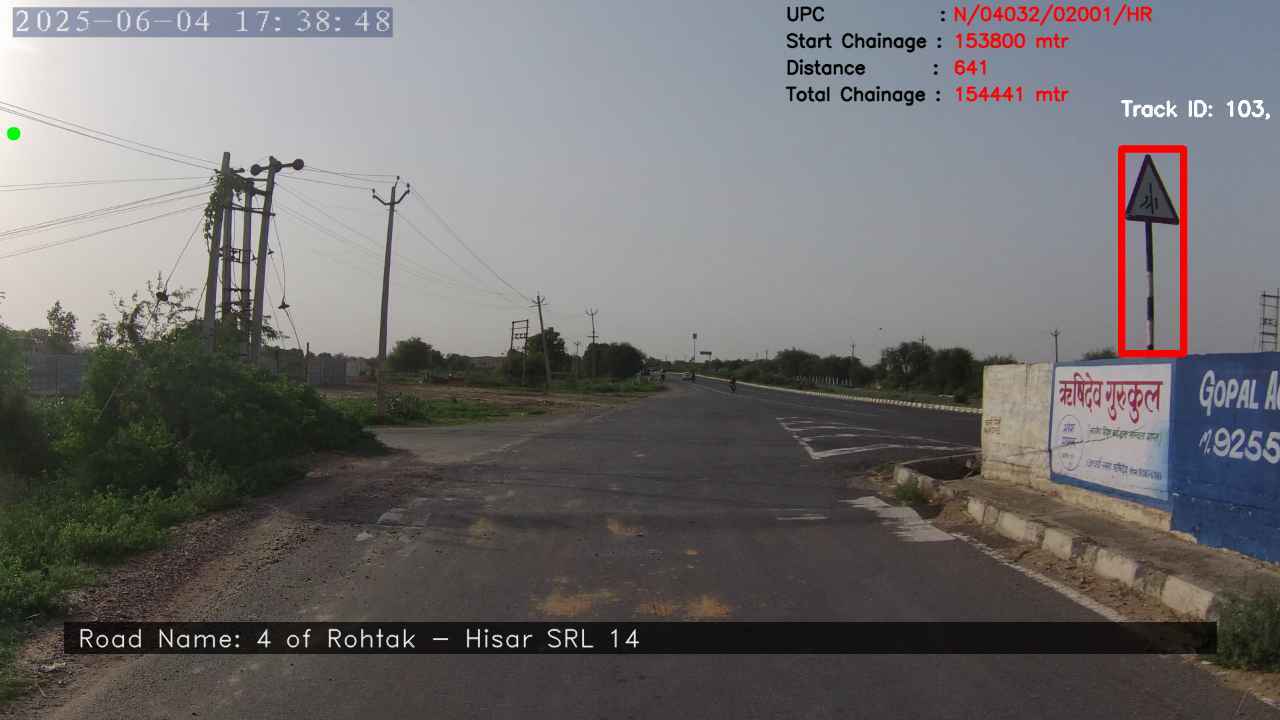 2025-06-04 17:38:48
UPC : N/04032/02001/HR
Start Chainage : 153800 mtr
Distance : 641
Total Chainage : 154441 mtr
Track ID: 103,
ऋषिदेव गुरुकुल
GOPAL A
M.9255
Road Name: 4 of Rohtak - Hisar SRL 14